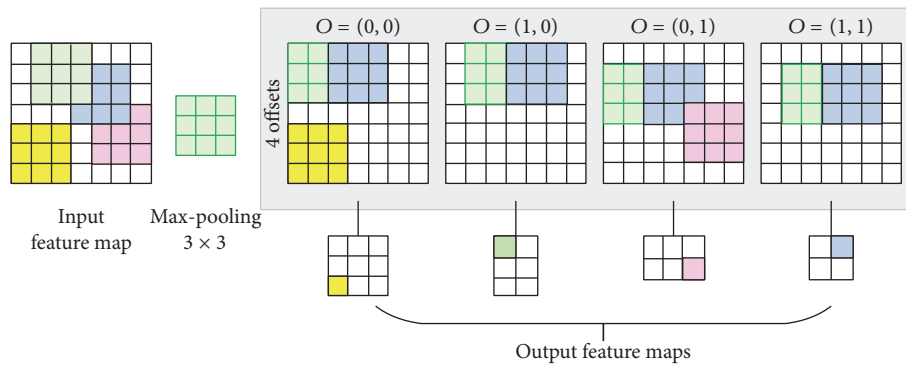 O = (0, 0)
O = (1, 0)
O = (0, 1)
O = (1, 1)
4 offsets
Input
feature map
Max-pooling
3 × 3
Output feature maps